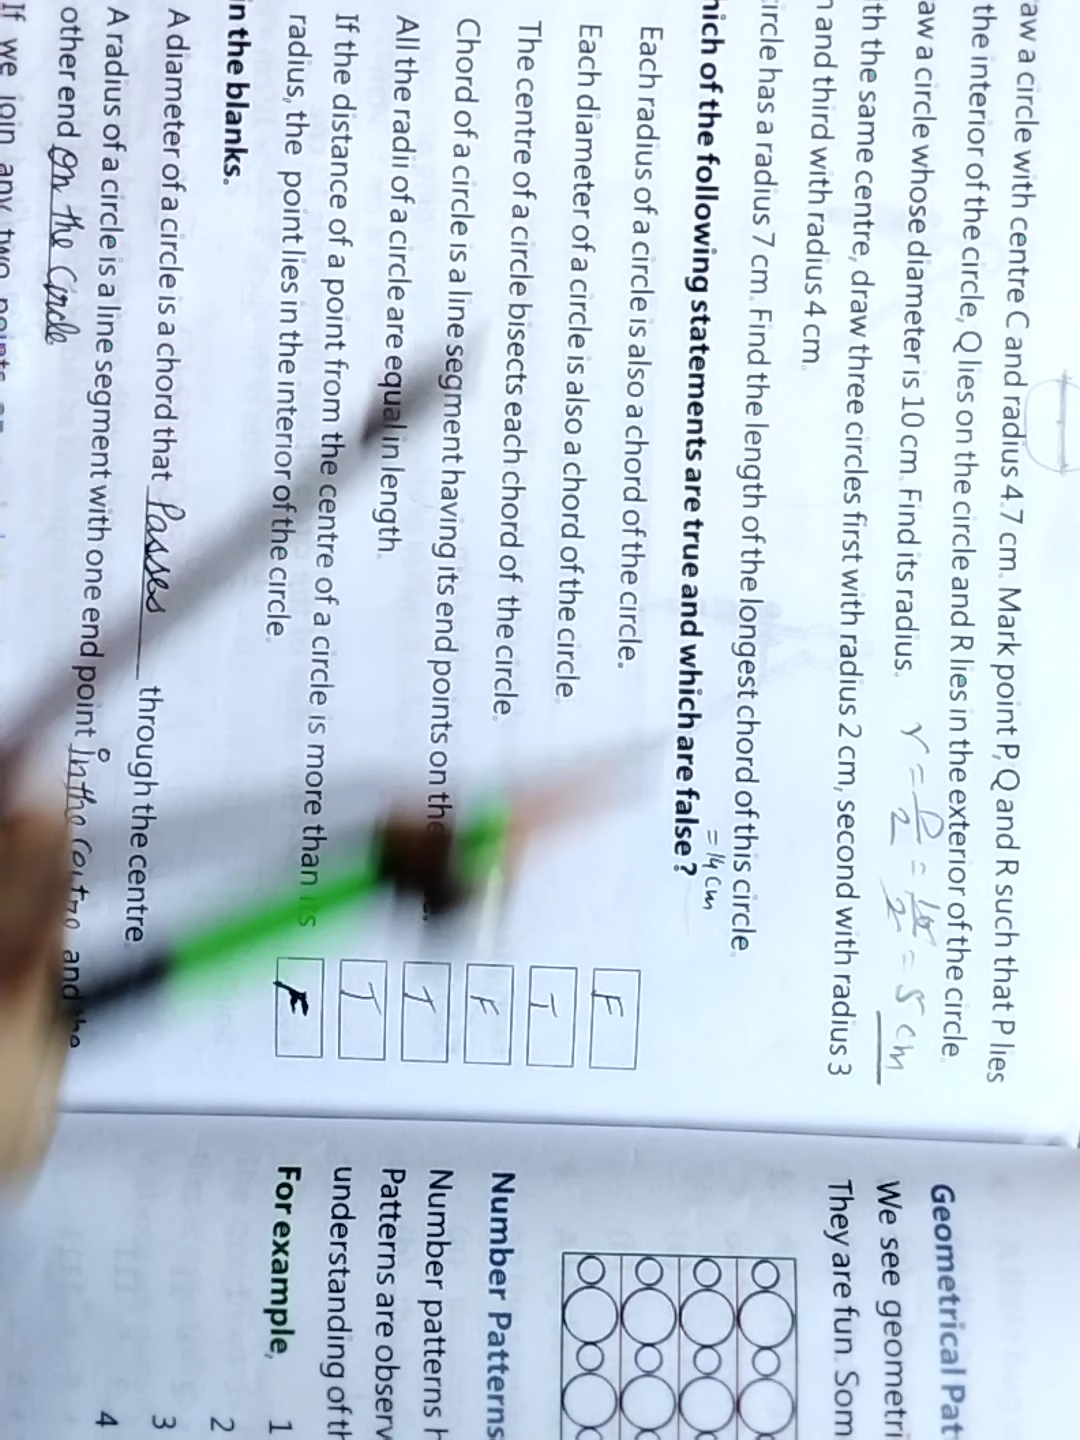 aw a circle with centre C and radius 4.7 cm. Mark point P, Q and R such that P lies
the interior of the circle, Q lies on the circle and R lies in the exterior of the circle.
aw a circle whose diameter is 10 cm. Find its radius. r = D/2 = 10/2 = 5 cm
ith the same centre, draw three circles first with radius 2 cm, second with radius 3
and third with radius 4 cm.
ircle has a radius 7 cm. Find the length of the longest chord of this circle.
= 14 cm
hich of the following statements are true and which are false?
Each radius of a circle is also a chord of the circle. F
Each diameter of a circle is also a chord of the circle. T
The centre of a circle bisects each chord of the circle. F
Chord of a circle is a line segment having its end points on the T
All the radii of a circle are equal in length. T
If the distance of a point from the centre of a circle is more than its
radius, the point lies in the interior of the circle. F
in the blanks.
A diameter of a circle is a chord that Passes through the centre.
A radius of a circle is a line segment with one end point in the centre and the
other end on the Circle
If we join any two points
Geometrical Pat
We see geometri
They are fun. Som
Number Patterns
Number patterns h
Patterns are observ
understanding of th
For example, 1
2
3
4